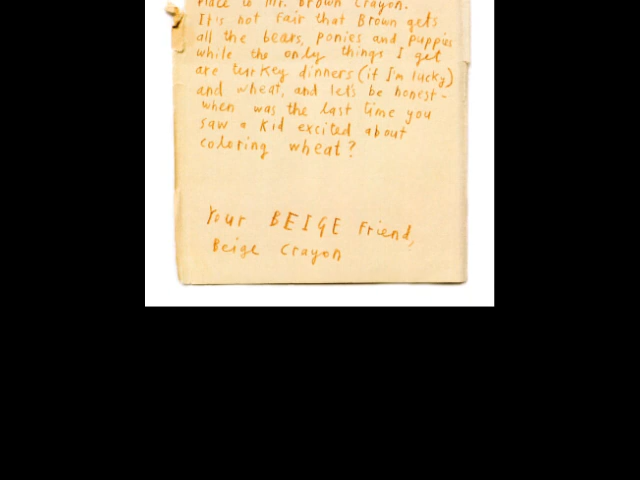 Place to Mr. Brown Crayon.
It's not fair that Brown gets
all the bears, ponies and puppies
while the only things I get
are turkey dinners (if I'm lucky)
and wheat, and let's be honest -
when was the last time you
saw a kid excited about
coloring wheat?
Your BEIGE friend,
Beige Crayon